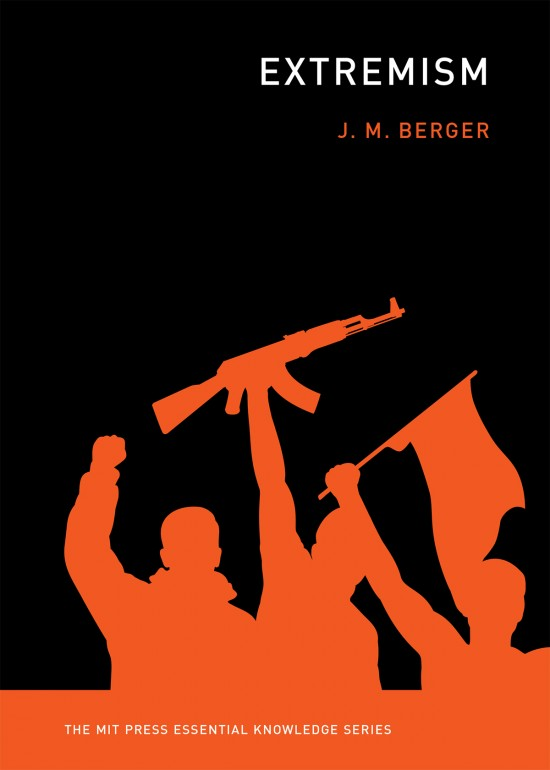 EXTREMISM
J. M. BERGER
THE MIT PRESS ESSENTIAL KNOWLEDGE SERIES